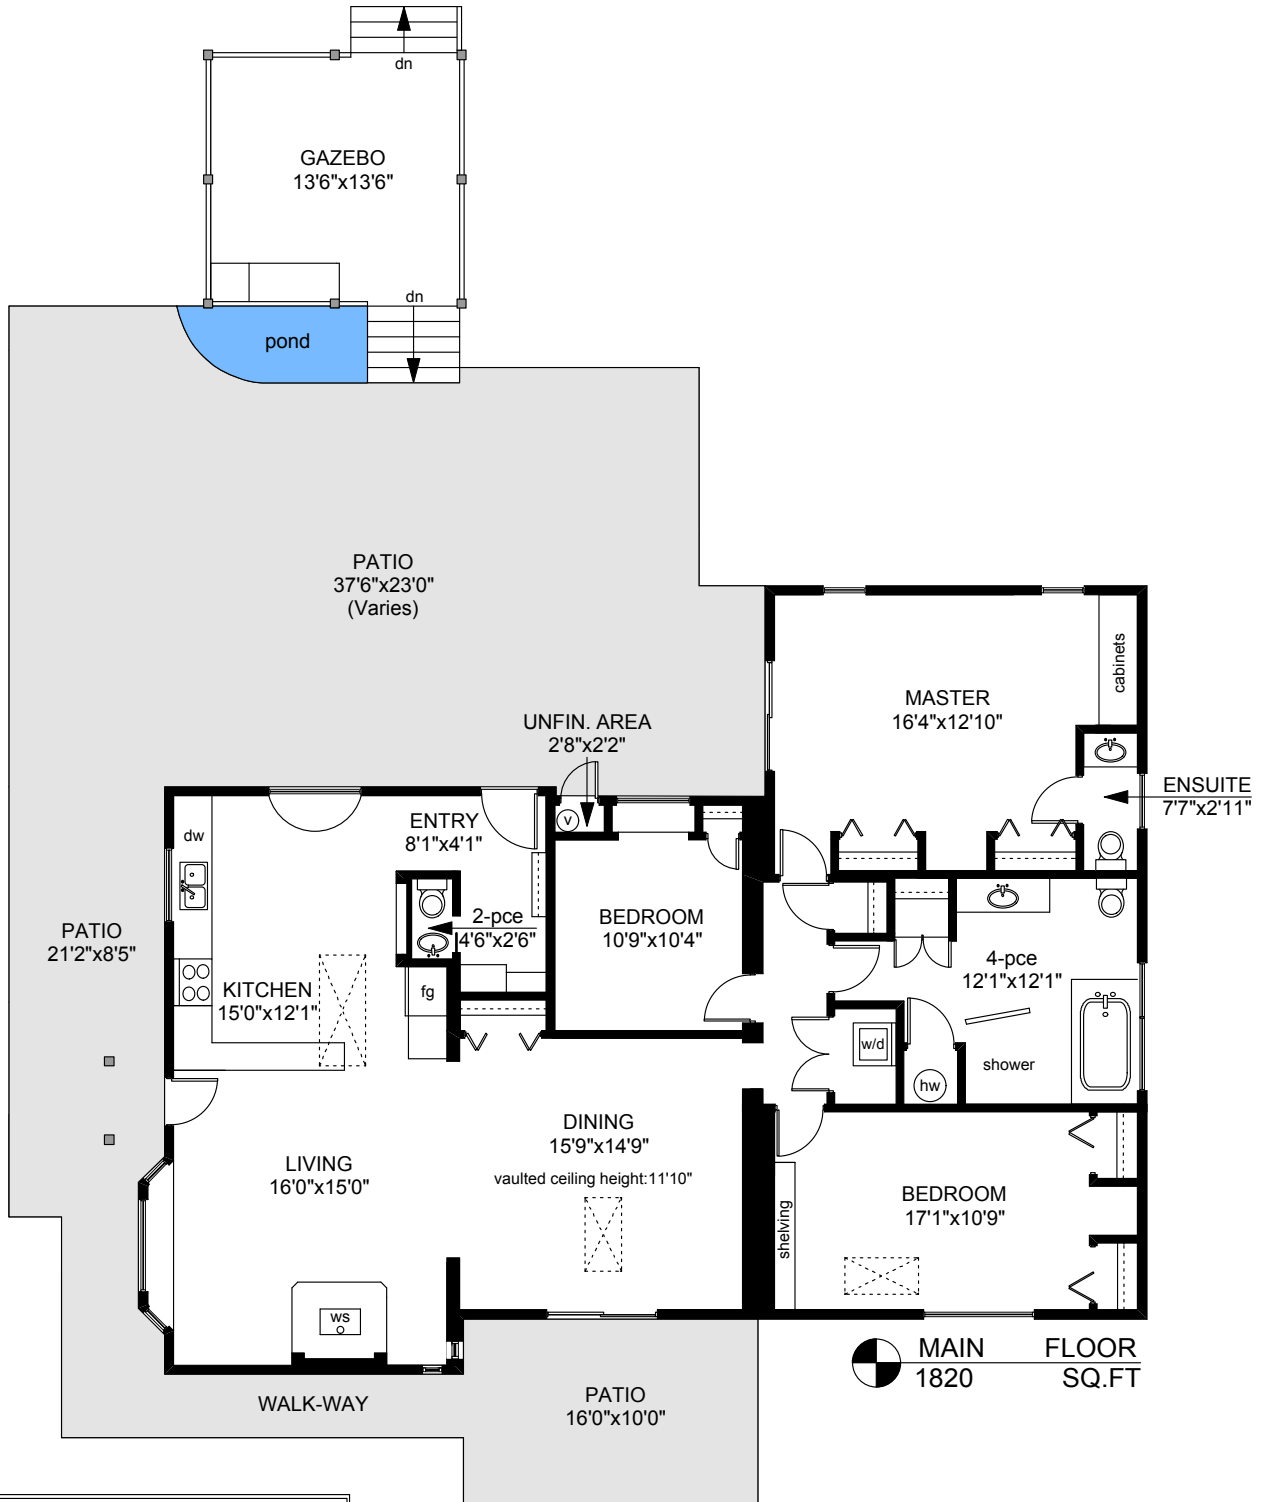 dn
GAZEBO
13'6"x13'6"
dn
pond
PATIO
37'6"x23'0"
(Varies)
UNFIN. AREA
2'8"x2'2"
v
MASTER
16'4"x12'10"
cabinets
ENSUITE
7'7"x2'11"
dw
ENTRY
8'1"x4'1"
2-pce
4'6"x2'6"
BEDROOM
10'9"x10'4"
PATIO
21'2"x8'5"
KITCHEN
15'0"x12'1"
fg
4-pce
12'1"x12'1"
w/d
hw
shower
DINING
15'9"x14'9"
vaulted ceiling height:11'10"
LIVING
16'0"x15'0"
BEDROOM
17'1"x10'9"
shelving
ws
MAIN FLOOR
1820 SQ.FT
WALK-WAY
PATIO
16'0"x10'0"